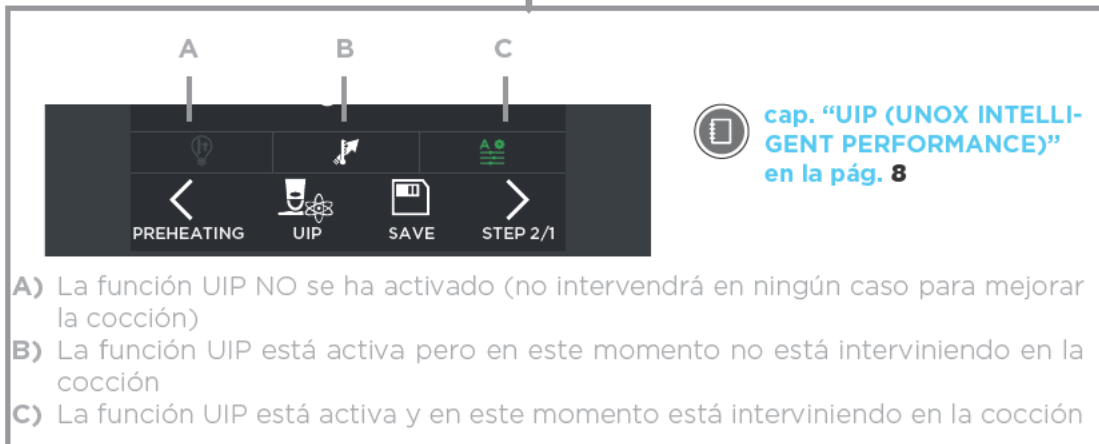 A B C
cap. “UIP (UNOX INTELLI-
GENT PERFORMANCE)”
en la pág. 8
A
PREHEATING UIP SAVE STEP 2/1
A) La función UIP NO se ha activado (no intervendrá en ningún caso para mejorar
la cocción)
B) La función UIP está activa pero en este momento no está interviniendo en la
cocción
C) La función UIP está activa y en este momento está interviniendo en la cocción